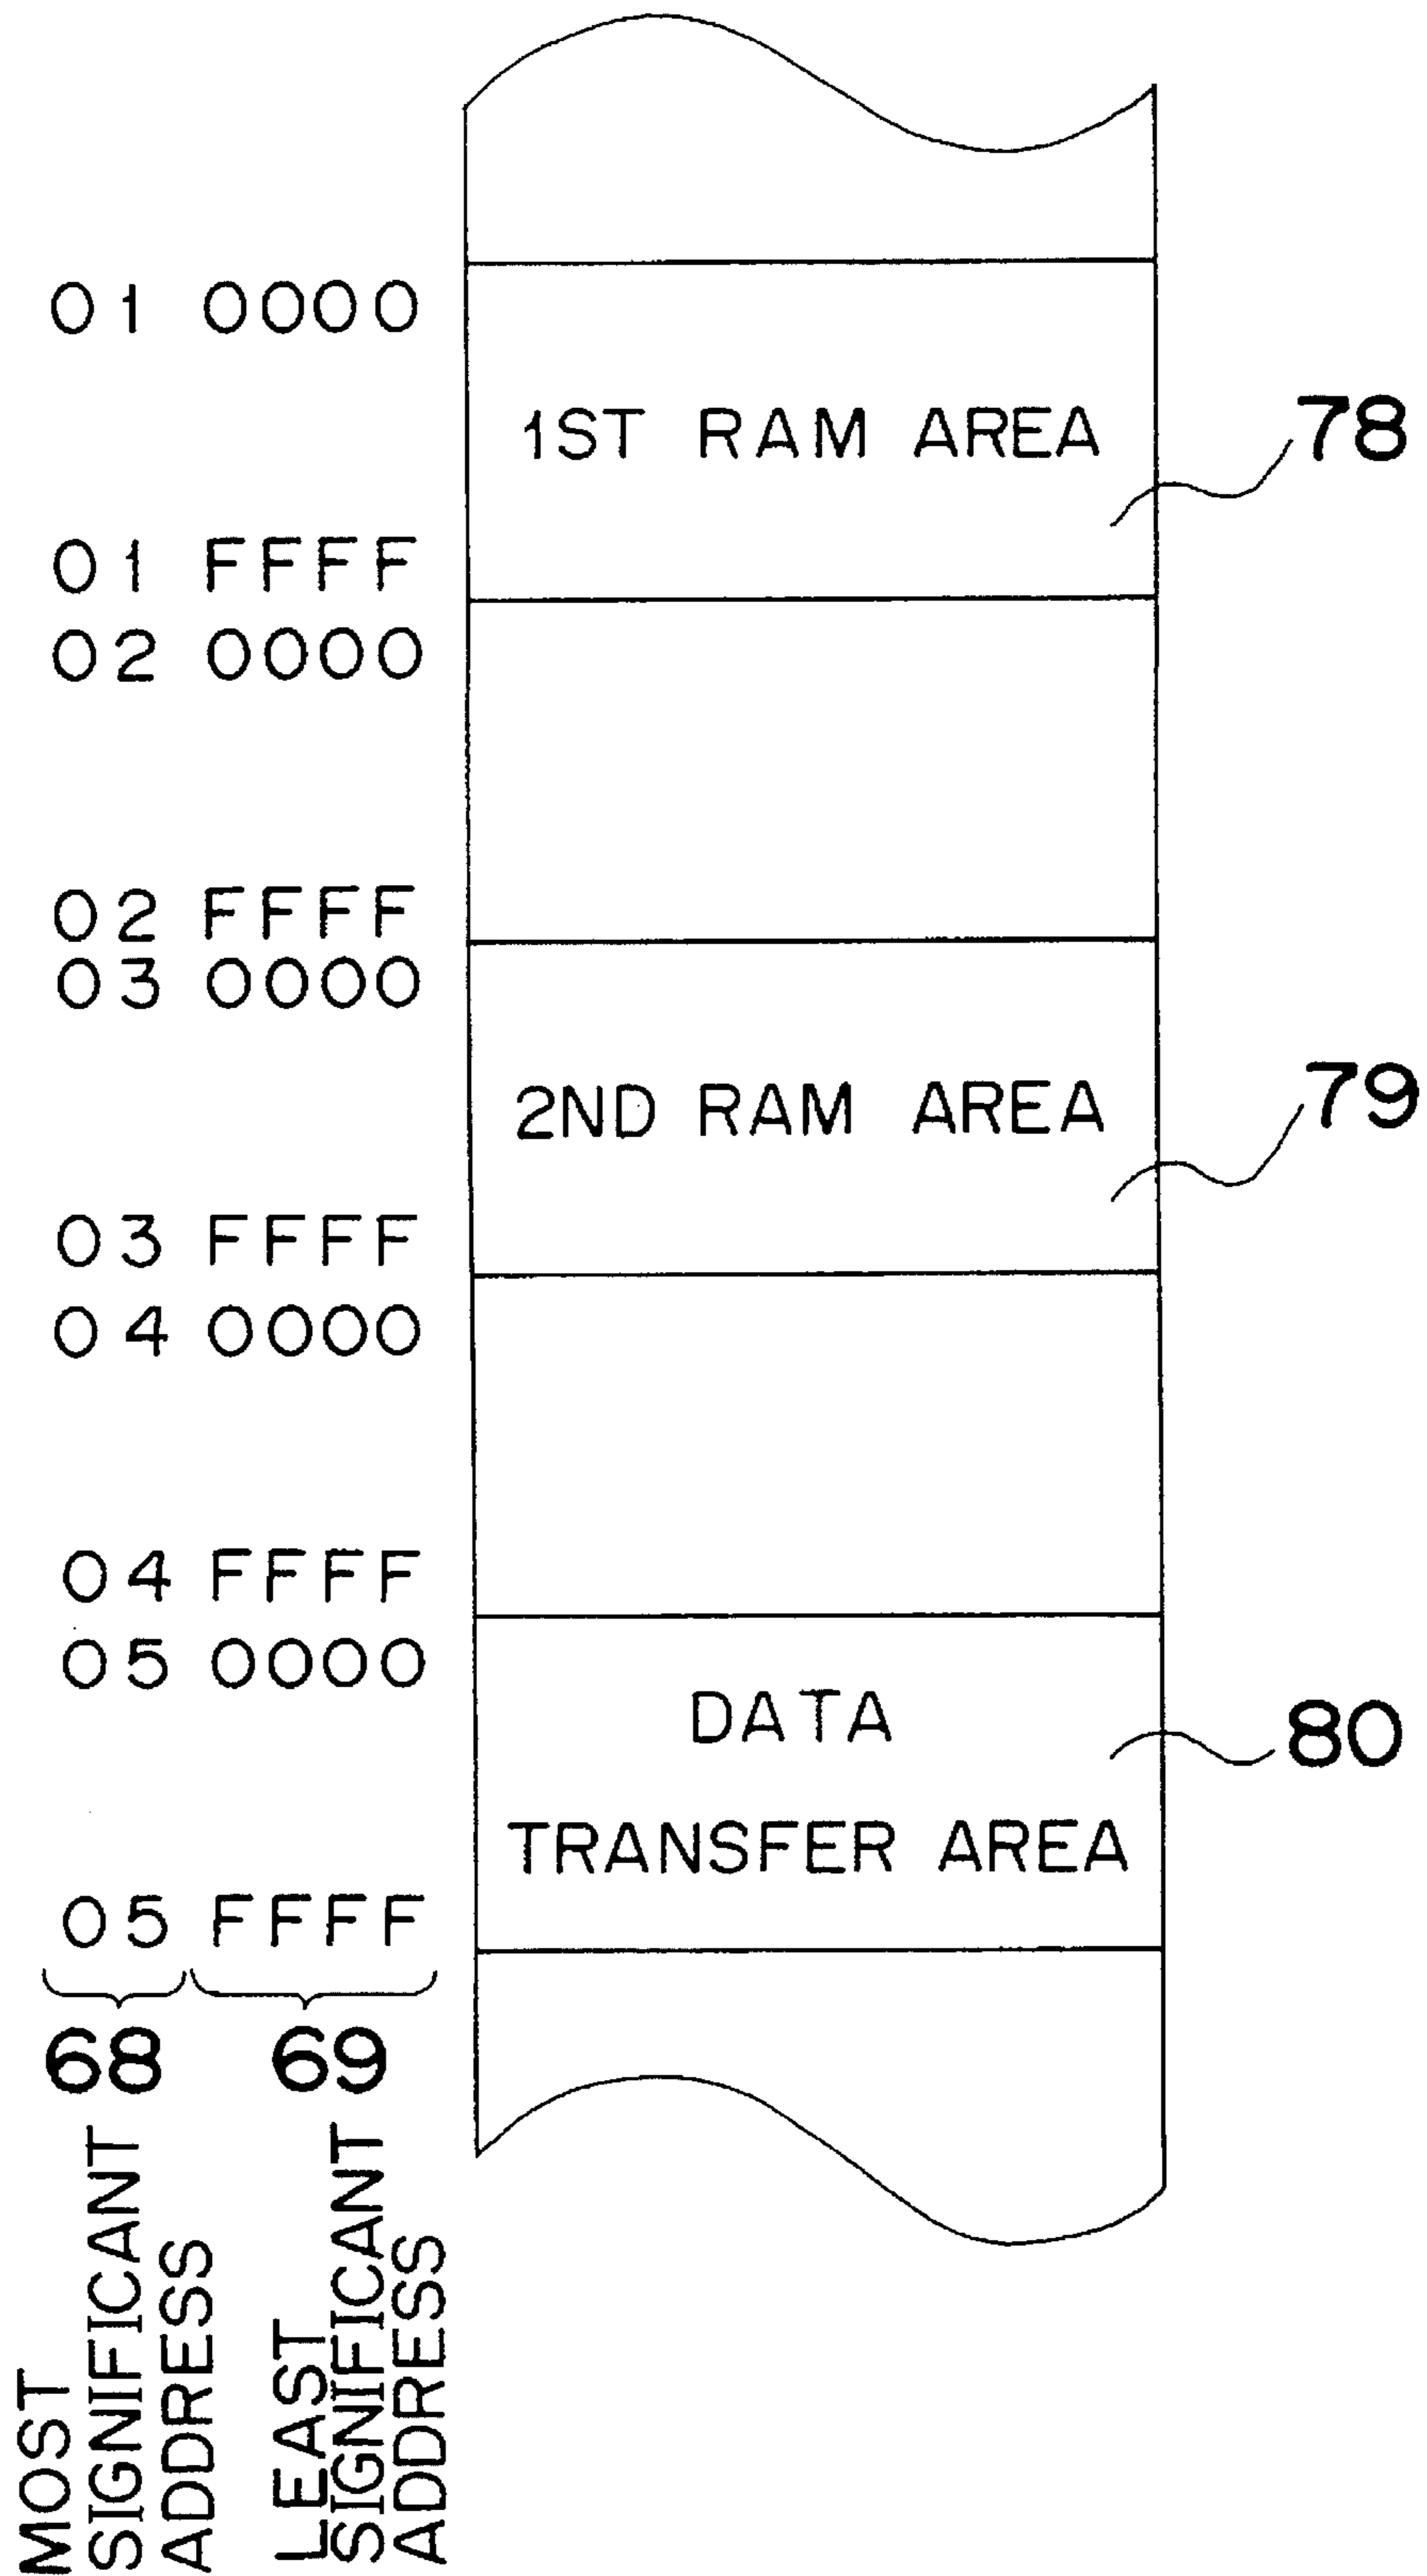 01 0000
1ST RAM AREA
78
01 FFFF
02 0000
02 FFFF
03 0000
2ND RAM AREA
79
03 FFFF
04 0000
04 FFFF
05 0000
DATA
TRANSFER AREA
80
05 FFFF
68
69
MOST
SIGNIFICANT
ADDRESS
LEAST
SIGNIFICANT
ADDRESS